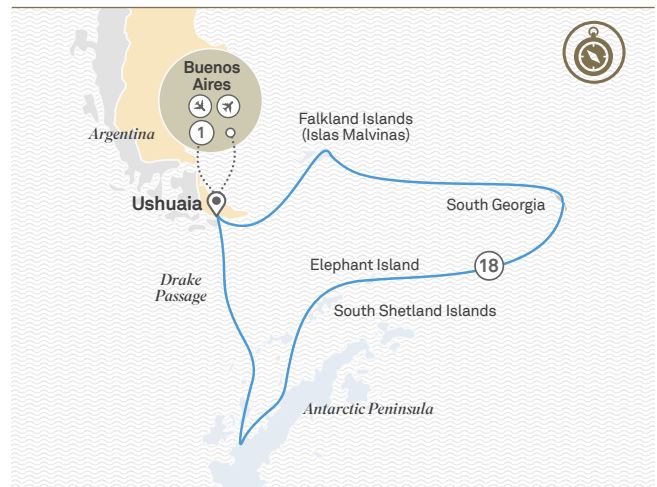 Buenos
Aires
1
Argentina
Falkland Islands
(Islas Malvinas)
Ushuaia
South Georgia
Elephant Island
18
Drake
Passage
South Shetland Islands
Antarctic Peninsula